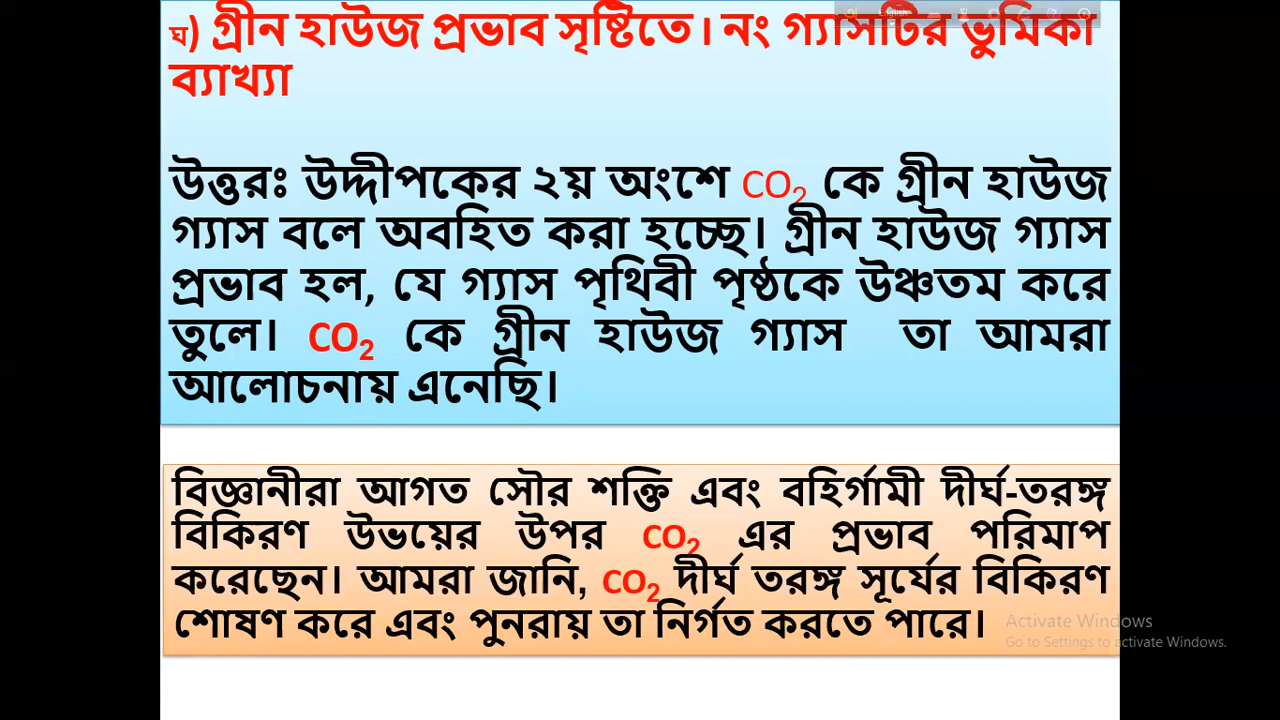 ঘ) গ্রীন হাউজ প্রভাব সৃষ্টিতে। নং গ্যাসটির ভুমিকা
ব্যাখ্যা
উত্তরঃ উদ্দীপকের ২য় অংশে CO₂ কে গ্রীন হাউজ
গ্যাস বলে অবহিত করা হচ্ছে। গ্রীন হাউজ গ্যাস
প্রভাব হল, যে গ্যাস পৃথিবী পৃষ্ঠকে উঞ্চতম করে
তুলে। CO₂ কে গ্রীন হাউজ গ্যাস তা আমরা
আলোচনায় এনেছি।
বিজ্ঞানীরা আগত সৌর শক্তি এবং বহির্গামী দীর্ঘ-তরঙ্গ
বিকিরণ উভয়ের উপর CO₂ এর প্রভাব পরিমাপ
করেছেন। আমরা জানি, CO₂ দীর্ঘ তরঙ্গ সূর্যের বিকিরণ
শোষণ করে এবং পুনরায় তা নির্গত করতে পারে।
Activate Windows
Go to Settings to activate Windows.